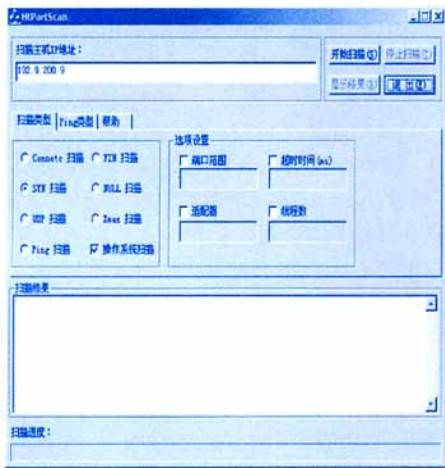 HKPortScan
扫描主机IP地址：
192.9.200.9
开始扫描(S) 停止扫描(T)
显示结果(R) 退出(Q)
扫描类型 Ping类型 帮助
选项设置
Connetc 扫描 FIN 扫描
端口范围 超时时间(ms)
SYN 扫描 NULL 扫描
UDP 扫描 Xmas 扫描
适配器 线程数
Ping 扫描 操作系统扫描
扫描结果
扫描进度：